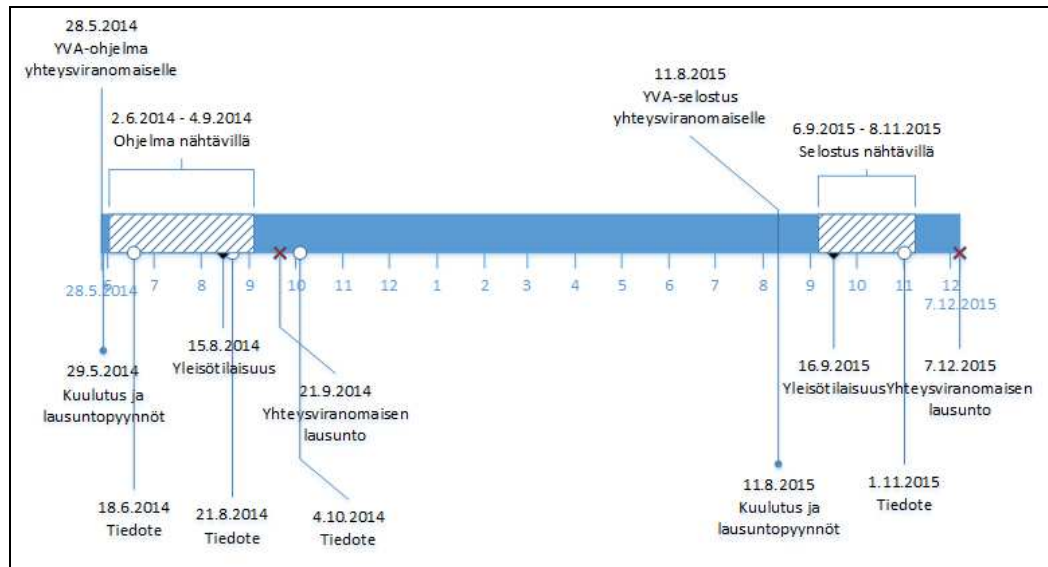 28.5.2014
YVA-ohjelma
yhteysviranomaiselle
2.6.2014 - 4.9.2014
Ohjelma nähtävillä
11.8.2015
YVA-selostus
yhteysviranomaiselle
6.9.2015 - 8.11.2015
Selostus nähtävillä
6 7 8 9 10 11 12 1 2 3 4 5 6 7 8 9 10 11 12
28.5.2014
7.12.2015
29.5.2014
Kuulutus ja
lausuntopyynnöt
15.8.2014
Yleisötilaisuus
21.9.2014
Yhteysviranomaisen
lausunto
16.9.2015
Yleisötilaisuus
7.12.2015
Yhteysviranomaisen
lausunto
18.6.2014
Tiedote
21.8.2014
Tiedote
4.10.2014
Tiedote
11.8.2015
Kuulutus ja
lausuntopyynnöt
1.11.2015
Tiedote